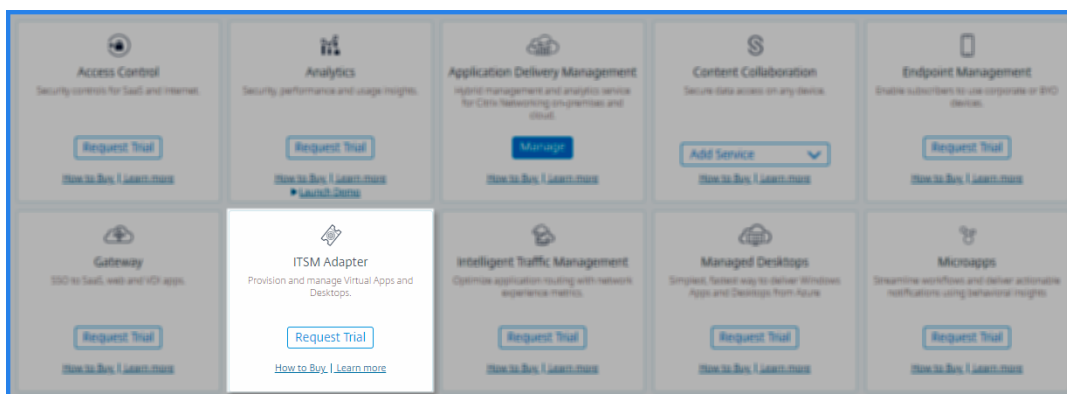 Access Control
Security controls for SaaS and Internet.
Request Trial
How to Buy | Learn more
Analytics
Security, performance and usage insights.
Request Trial
How to Buy | Learn more
▶ Launch Demo
Application Delivery Management
Hybrid management and analytics service
for Citrix Networking on-premises and
cloud.
Manage
How to Buy | Learn more
Content Collaboration
Secure data access on any device.
Add Service
How to Buy | Learn more
Endpoint Management
Enable subscribers to use corporate or BYO
devices.
Request Trial
How to Buy | Learn more
Gateway
SSO to SaaS, web and VDI apps.
Request Trial
How to Buy | Learn more
ITSM Adapter
Provision and manage Virtual Apps and
Desktops.
Request Trial
How to Buy | Learn more
Intelligent Traffic Management
Optimize application routing with network
experience metrics.
Request Trial
How to Buy | Learn more
Managed Desktops
Simplest, fastest way to deliver Windows
Apps and Desktops from Azure
Request Trial
How to Buy | Learn more
Microapps
Streamline workflows and deliver actionable
notifications using behavioral insights
Request Trial
How to Buy | Learn more